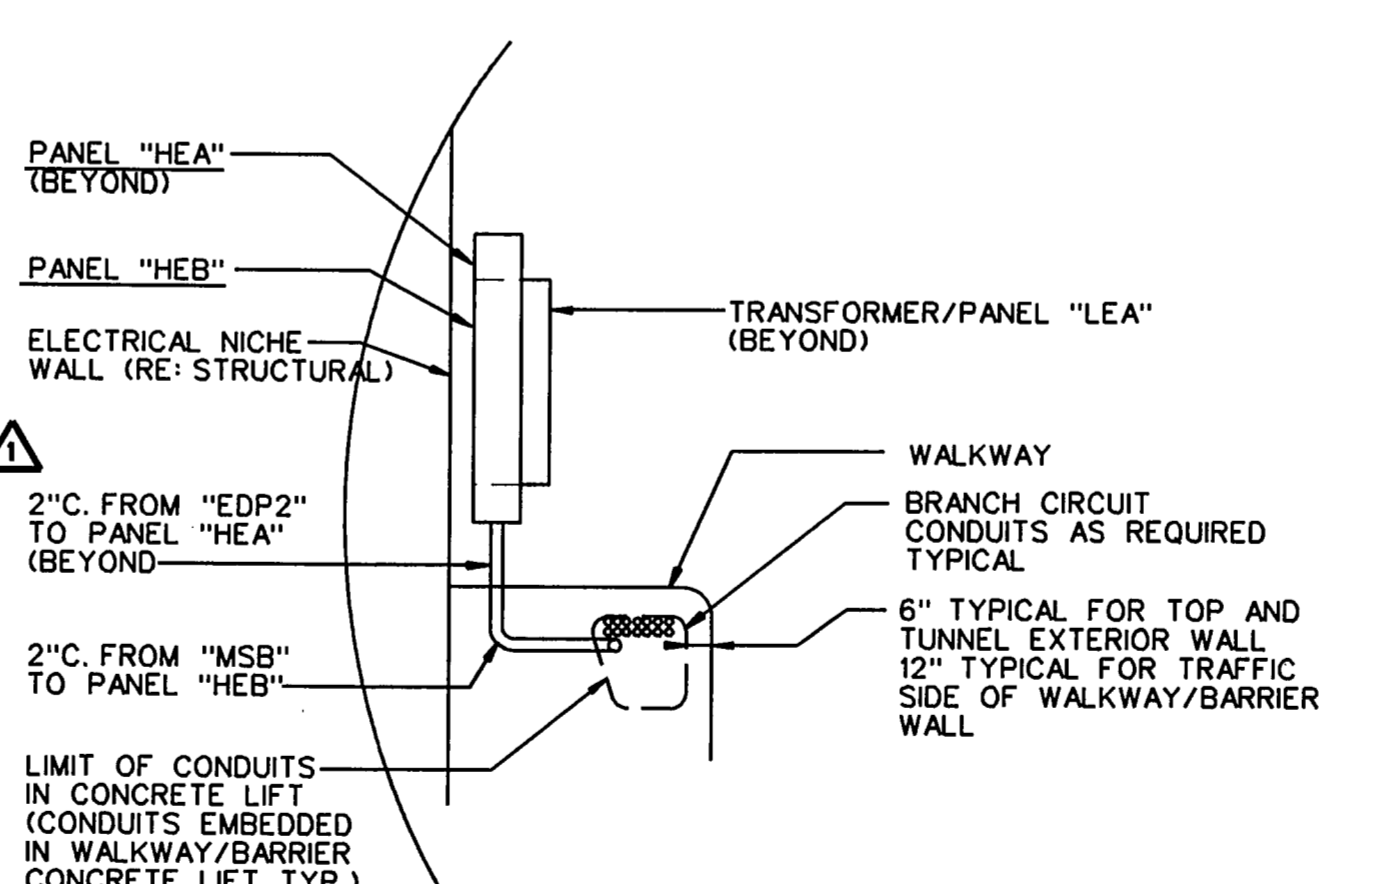 PANEL "HEA"
(BEYOND)
PANEL "HEB"
ELECTRICAL NICHE
WALL (RE: STRUCTURAL)
1
2"C. FROM "EDP2"
TO PANEL "HEA"
(BEYOND
2"C. FROM "MSB"
TO PANEL "HEB"
LIMIT OF CONDUITS
IN CONCRETE LIFT
(CONDUITS EMBEDDED
IN WALKWAY/BARRIER
CONCRETE LIFT TYP.)
TRANSFORMER/PANEL "LEA"
(BEYOND)
WALKWAY
BRANCH CIRCUIT
CONDUITS AS REQUIRED
TYPICAL
6" TYPICAL FOR TOP AND
TUNNEL EXTERIOR WALL
12" TYPICAL FOR TRAFFIC
SIDE OF WALKWAY/BARRIER
WALL